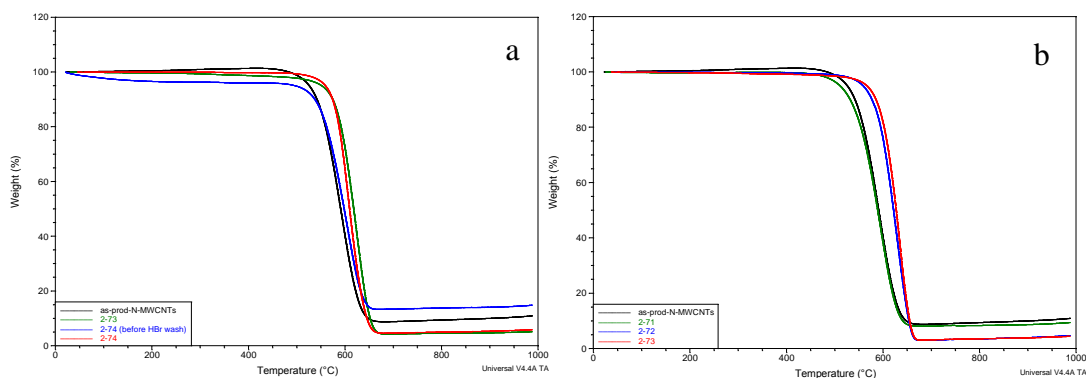 120
100
80
60
40
20
0
Weight (%)
a
as-prod-N-MWCNTs
2-73
2-74 (before HBr wash)
2-74
0 200 400 600 800 1000
Temperature (°C)
Universal V4.4A TA
120
100
80
60
40
20
0
Weight (%)
b
as-prod-N-MWCNTs
2-71
2-72
2-73
0 200 400 600 800 1000
Temperature (°C)
Universal V4.4A TA